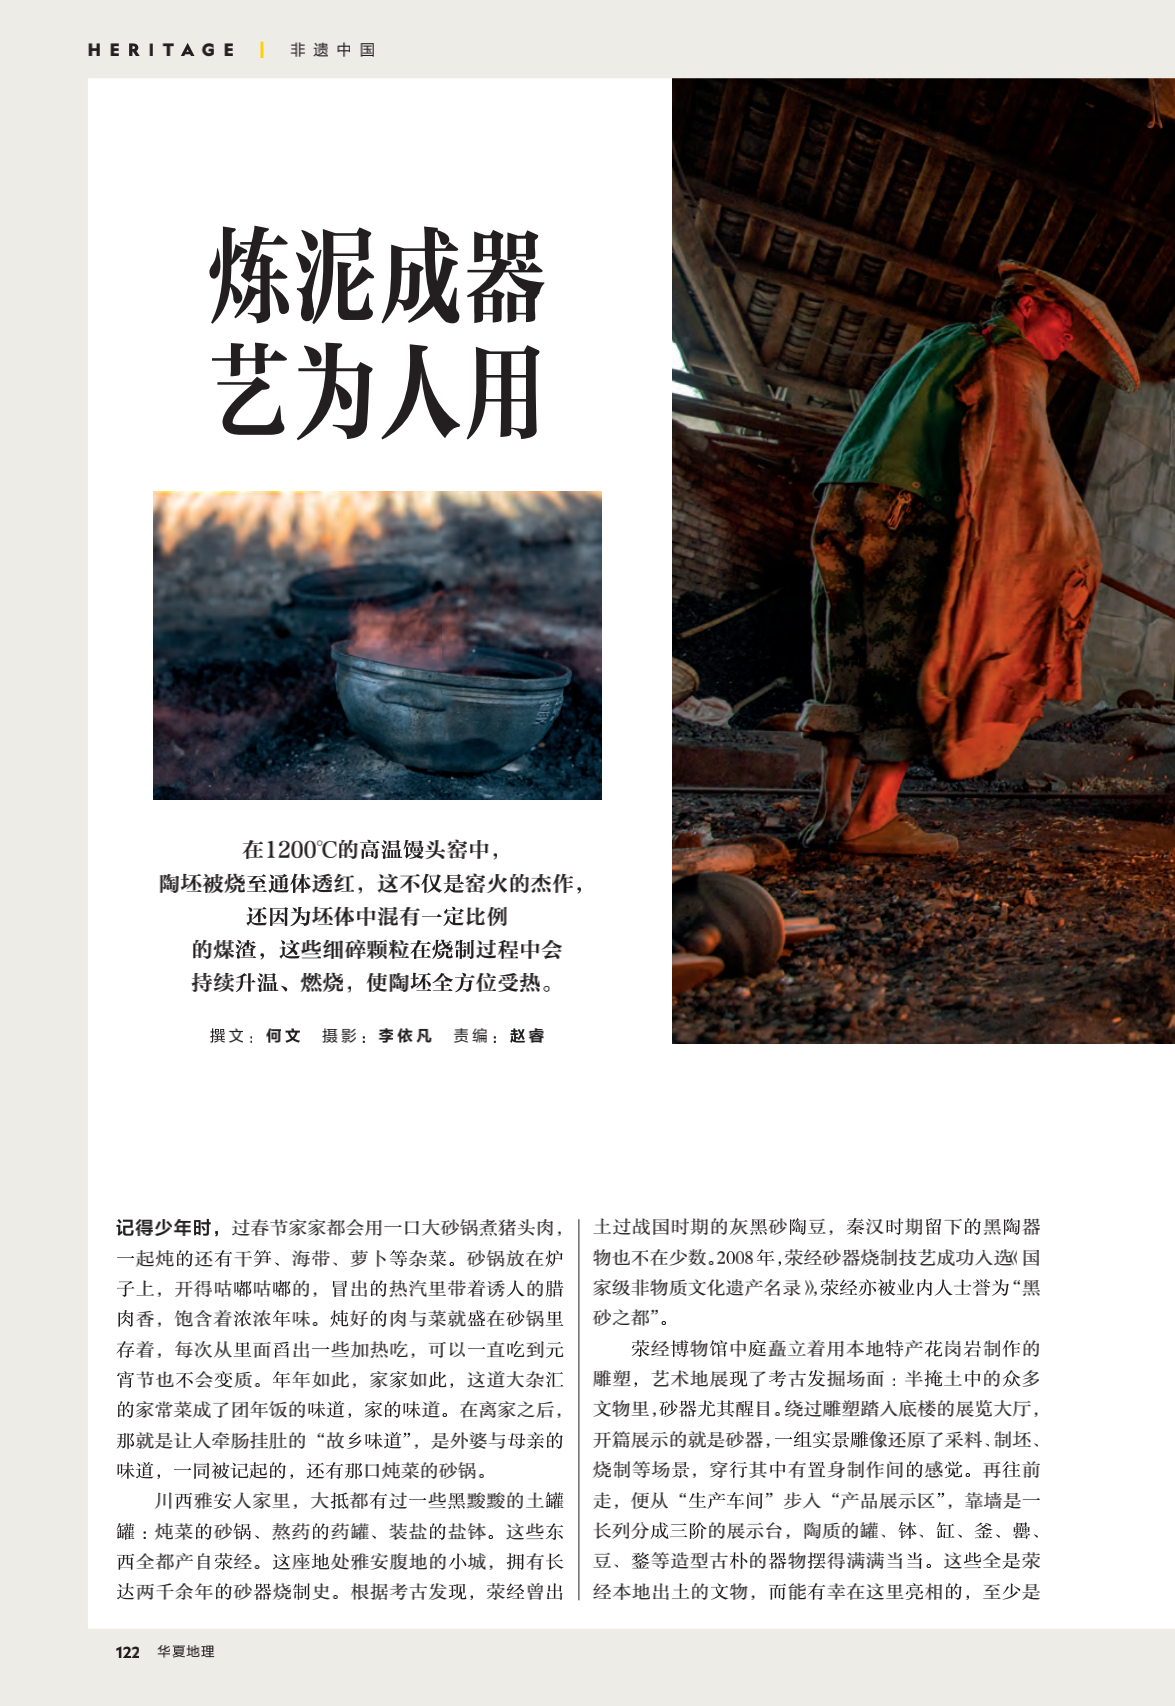 HERITAGE | 非遗中国
炼泥成器
艺为人用
在1200℃的高温馒头窑中，
陶坯被烧至通体透红，这不仅是窑火的杰作，
还因为坯体中混有一定比例
的煤渣，这些细碎颗粒在烧制过程中会
持续升温、燃烧，使陶坯全方位受热。
撰文：何文 摄影：李依凡 责编：赵睿
记得少年时，过春节家家都会用一口大砂锅煮猪头肉，
一起炖的还有干笋、海带、萝卜等杂菜。砂锅放在炉
子上，开得咕嘟咕嘟的，冒出的热汽里带着诱人的腊
肉香，饱含着浓浓年味。炖好的肉与菜就盛在砂锅里
存着，每次从里面舀出一些加热吃，可以一直吃到元
宵节也不会变质。年年如此，家家如此，这道大杂汇
的家常菜成了团年饭的味道，家的味道。在离家之后，
那就是让人牵肠挂肚的“故乡味道”，是外婆与母亲的
味道，一同被记起的，还有那口炖菜的砂锅。
川西雅安人家里，大抵都有过一些黑黢黢的土罐
罐：炖菜的砂锅、熬药的药罐、装盐的盐钵。这些东
西全都产自荥经。这座地处雅安腹地的小城，拥有长
达两千余年的砂器烧制史。根据考古发现，荥经曾出
土过战国时期的灰黑砂陶豆，秦汉时期留下的黑陶器
物也不在少数。2008年，荥经砂器烧制技艺成功入选《国
家级非物质文化遗产名录》，荥经亦被业内人士誉为“黑
砂之都”。
荥经博物馆中庭矗立着用本地特产花岗岩制作的
雕塑，艺术地展现了考古发掘场面：半掩土中的众多
文物里，砂器尤其醒目。绕过雕塑踏入底楼的展览大厅，
开篇展示的就是砂器，一组实景雕像还原了采料、制坯、
烧制等场景，穿行其中有置身制作间的感觉。再往前
走，便从“生产车间”步入“产品展示区”，靠墙是一
长列分成三阶的展示台，陶质的罐、钵、缸、釜、罍、
豆、鍪等造型古朴的器物摆得满满当当。这些全是荥
经本地出土的文物，而能有幸在这里亮相的，至少是
122 华夏地理